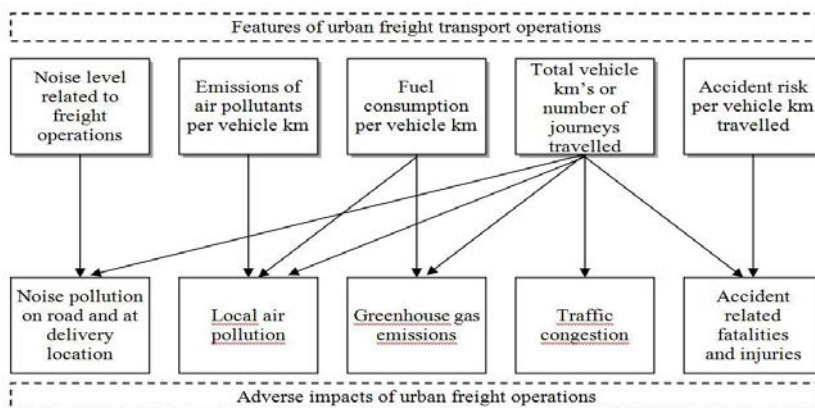 Features of urban freight transport operations
Noise level
related to
freight
operations
Emissions of
air pollutants
per vehicle km
Fuel
consumption
per vehicle km
Total vehicle
km's or
number of
journeys
travelled
Accident risk
per vehicle km
travelled
Noise pollution
on road and at
delivery
location
Local air
pollution
Greenhouse gas
emissions
Traffic
congestion
Accident
related
fatalities
and injuries
Adverse impacts of urban freight operations